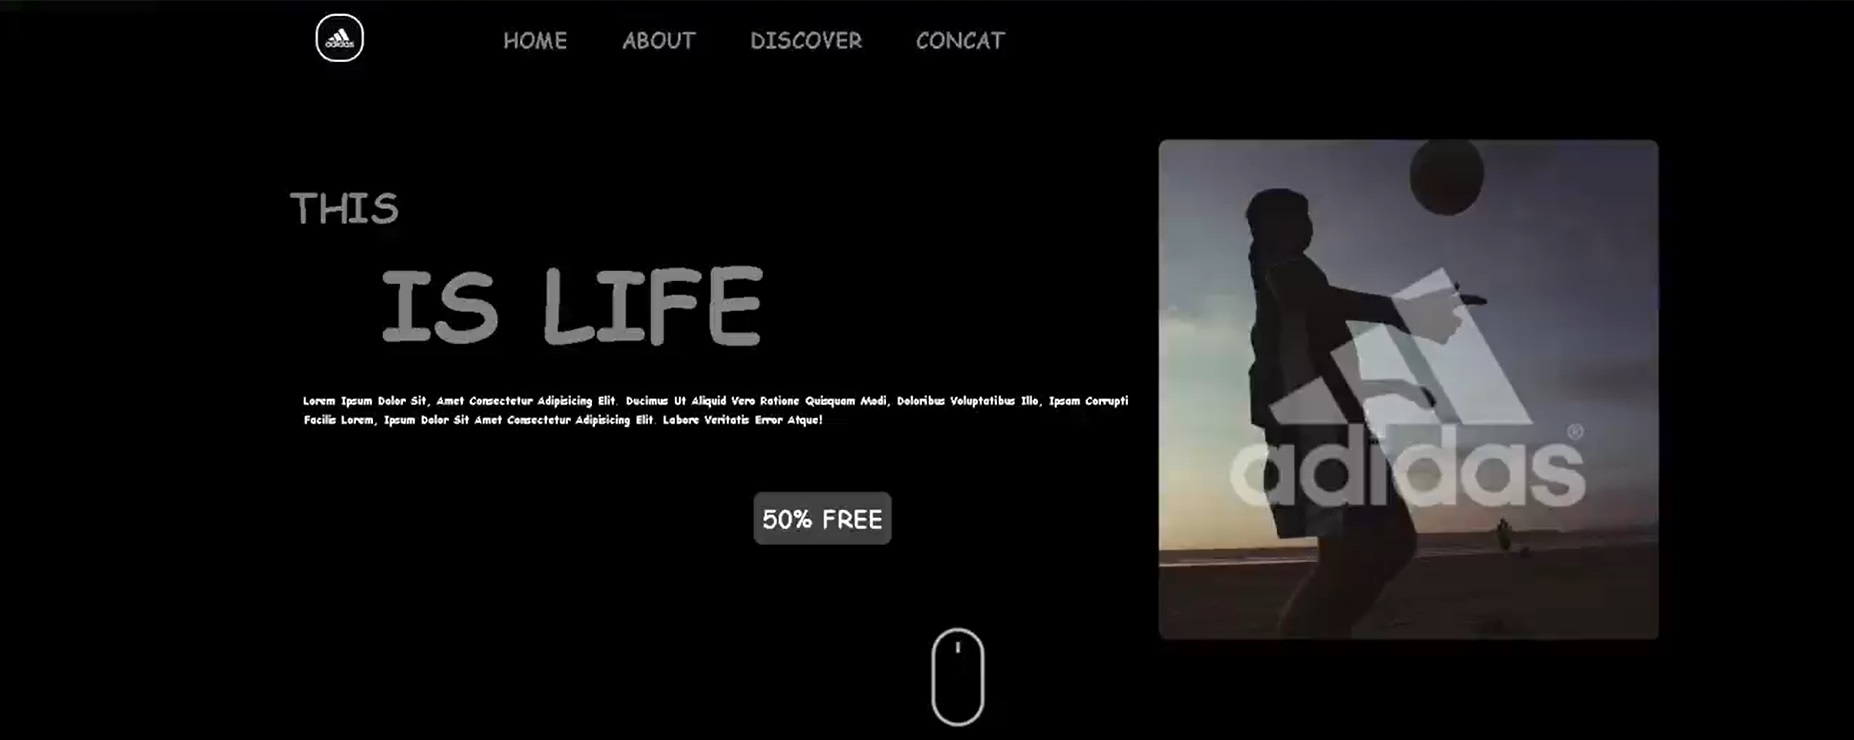 adidas
HOME ABOUT DISCOVER CONCAT
THIS
IS LIFE
Lorem Ipsum Dolor Sit, Amet Consectetur Adipisicing Elit. Ducimus Ut Aliquid Vero Ratione Quisquam Modi, Doloribus Voluptatibus Illo, Ipsam Corrupti
Facilis Lorem, Ipsum Dolor Sit Amet Consectetur Adipisicing Elit. Labore Veritatis Error Atque!
50% FREE
adidas®